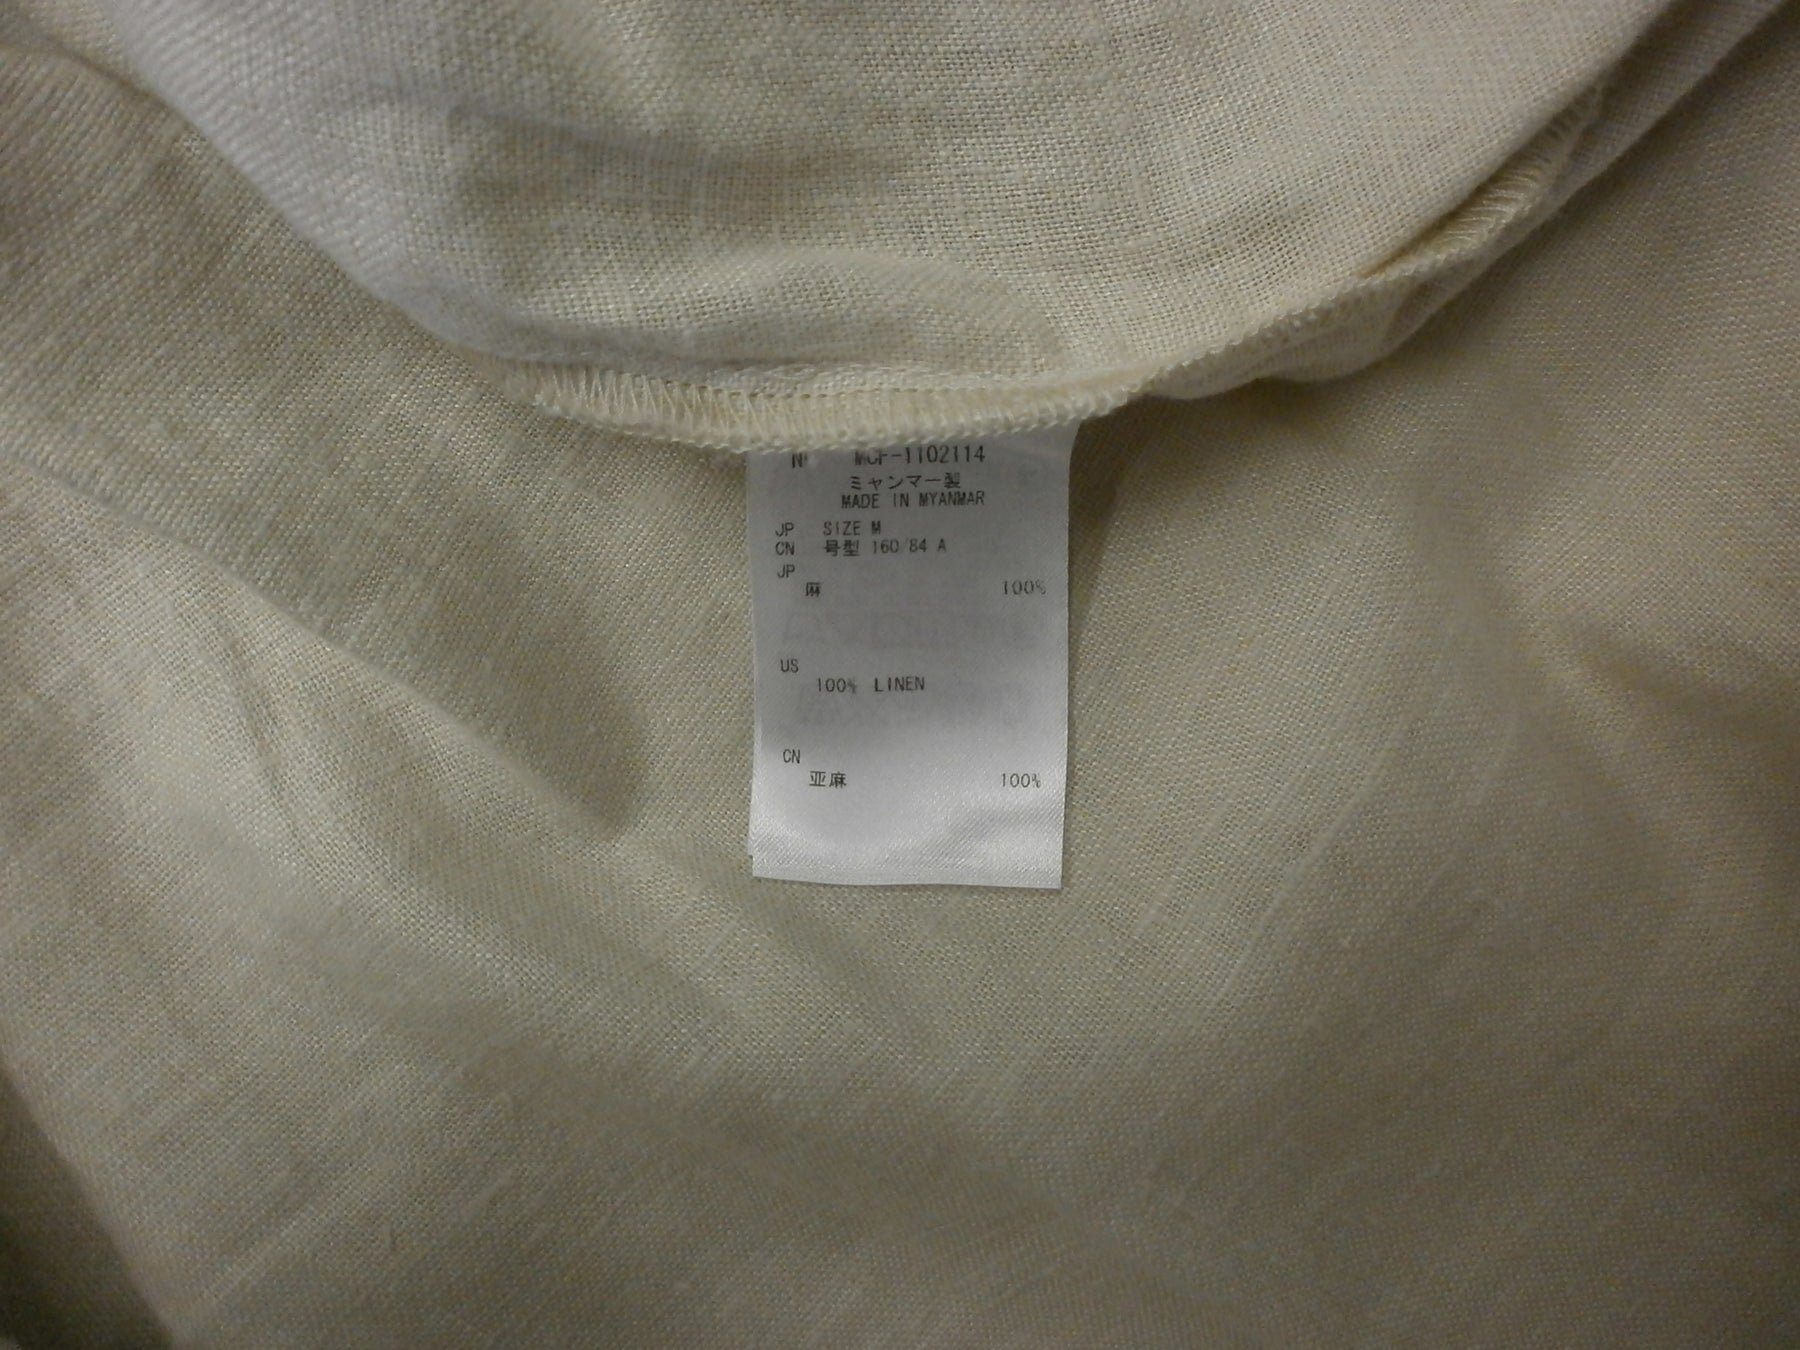 MCF-1102114
ミャンマー製
MADE IN MYANMAR
JP SIZE M
CN 号型 160/84 A
JP
麻 100%
US
100% LINEN
CN
亚麻 100%